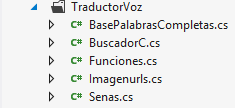 TraductorVoz
C# BasePalabrasCompletas.cs
C# BuscadorC.cs
C# Funciones.cs
C# Imagenurls.cs
C# Senas.cs